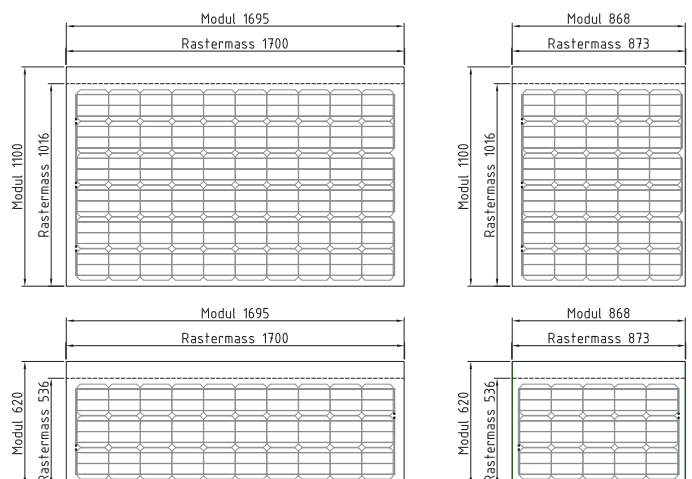 Modul 1695
Rastermass 1700
Modul 1100
Rastermass 1016
Modul 868
Rastermass 873
Modul 1100
Rastermass 1016
Modul 1695
Rastermass 1700
Modul 620
Rastermass 536
Modul 868
Rastermass 873
Modul 620
Rastermass 536